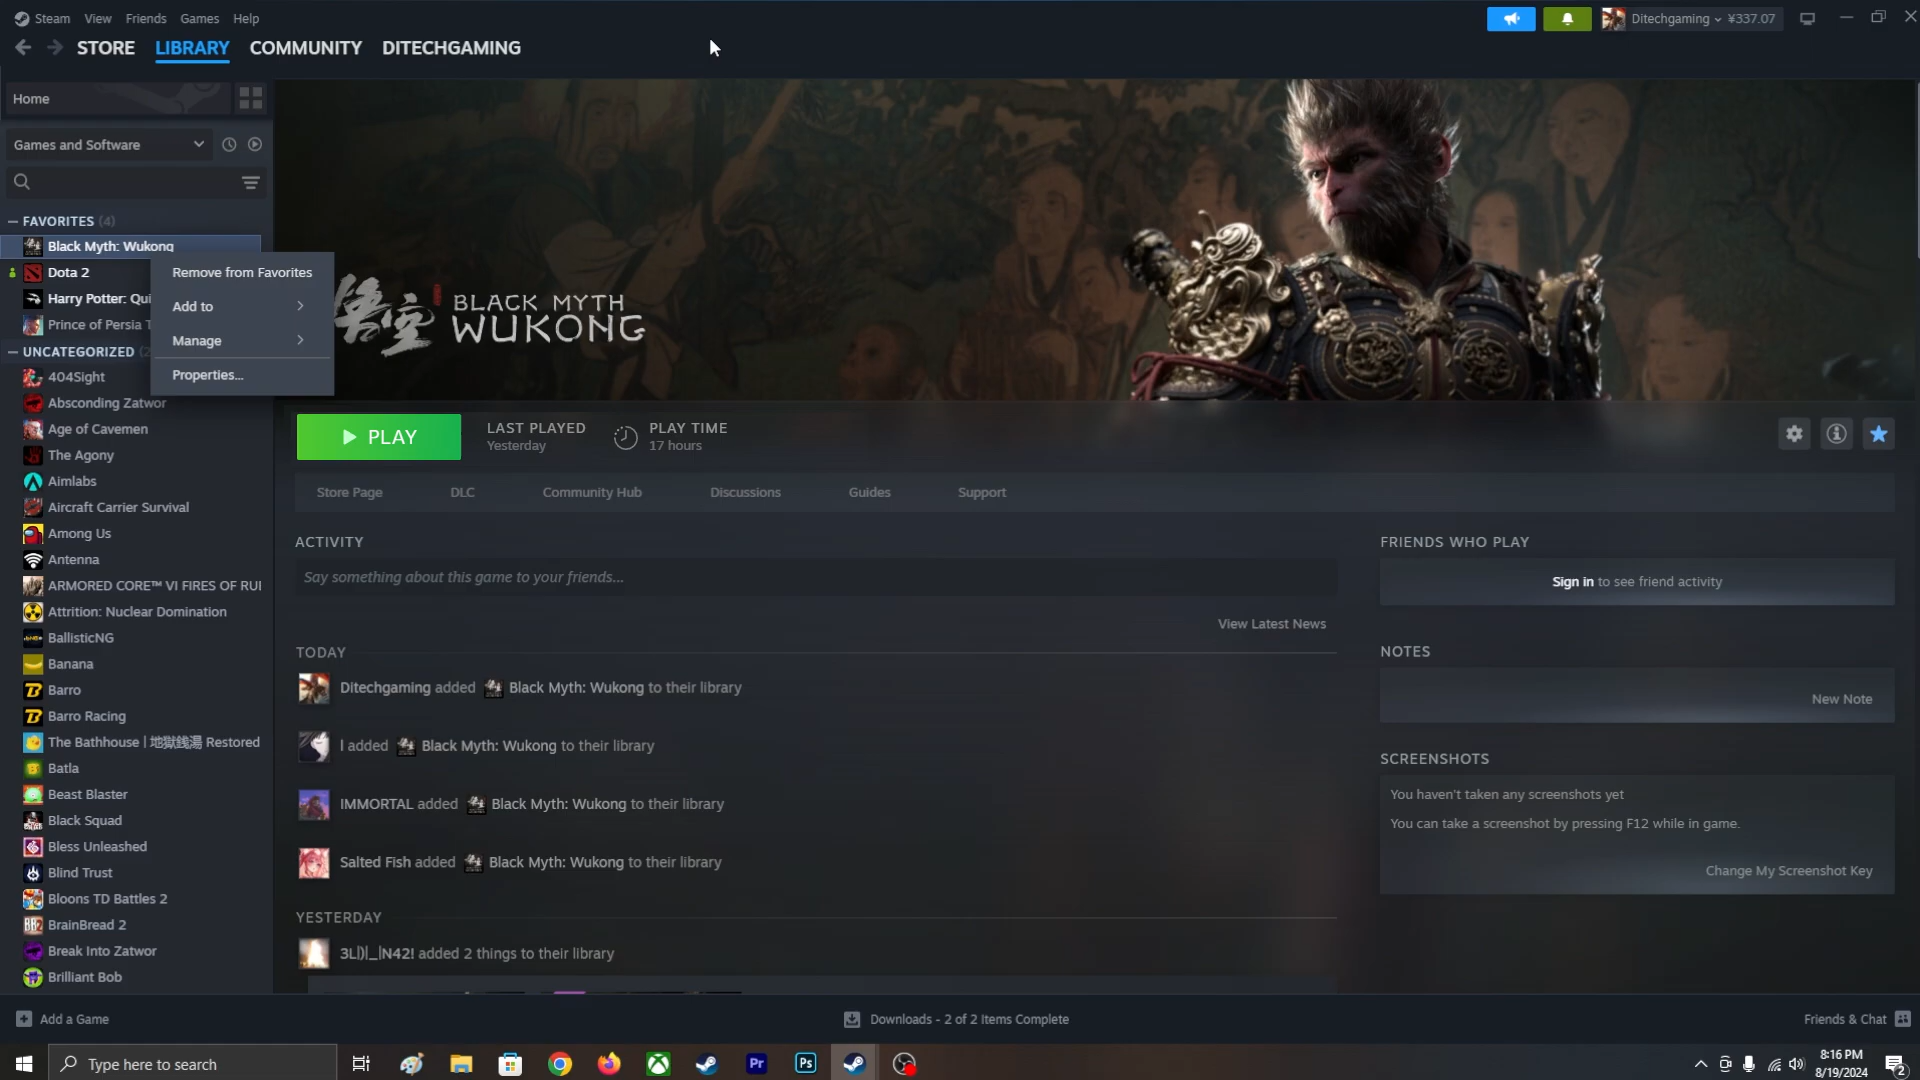 Steam View Friends Games Help
Ditechgaming ¥337.07
STORE LIBRARY COMMUNITY DITECHGAMING
Home
Games and Software
— FAVORITES (4)
Black Myth: Wukong
Dota 2
Harry Potter: Qui
Prince of Persia T
— UNCATEGORIZED
404Sight
Absconding Zatwor
Age of Cavemen
The Agony
Aimlabs
Aircraft Carrier Survival
Among Us
Antenna
ARMORED CORE™ VI FIRES OF RUI
Attrition: Nuclear Domination
BallisticNG
Banana
Barro
Barro Racing
The Bathhouse | 地獄銭湯 Restored
Batla
Beast Blaster
Black Squad
Bless Unleashed
Blind Trust
Bloons TD Battles 2
BrainBread 2
Break Into Zatwor
Brilliant Bob
Remove from Favorites
Add to
Manage
Properties...
悟空 BLACK MYTH
WUKONG
PLAY
LAST PLAYED
Yesterday
PLAY TIME
17 hours
Store Page DLC Community Hub Discussions Guides Support
ACTIVITY
Say something about this game to your friends...
View Latest News
TODAY
Ditechgaming added Black Myth: Wukong to their library
l added Black Myth: Wukong to their library
IMMORTAL added Black Myth: Wukong to their library
Salted Fish added Black Myth: Wukong to their library
YESTERDAY
3L|)|_|N42! added 2 things to their library
FRIENDS WHO PLAY
Sign in to see friend activity
NOTES
New Note
SCREENSHOTS
You haven't taken any screenshots yet
You can take a screenshot by pressing F12 while in game.
Change My Screenshot Key
Add a Game
Downloads - 2 of 2 Items Complete
Friends & Chat
Type here to search
Pr
Ps
8:16 PM
8/19/2024
2